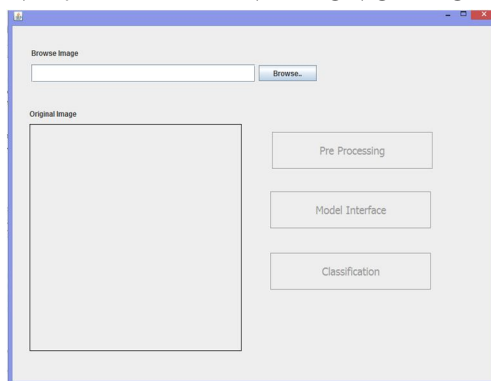 Browse Image
Browse..
Original Image
Pre Processing
Model Interface
Classification